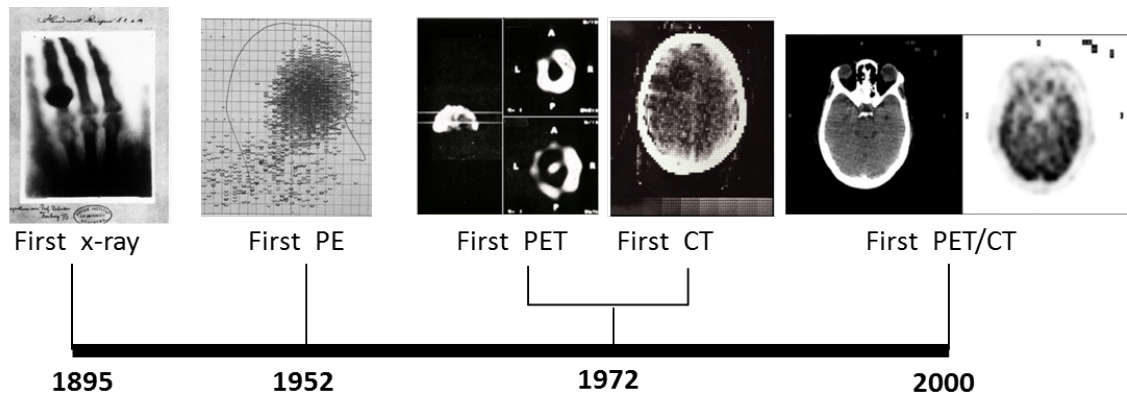 A
L
R
P
A
L
R
P
First x-ray
First PE
First PET
First CT
First PET/CT
1895
1952
1972
2000